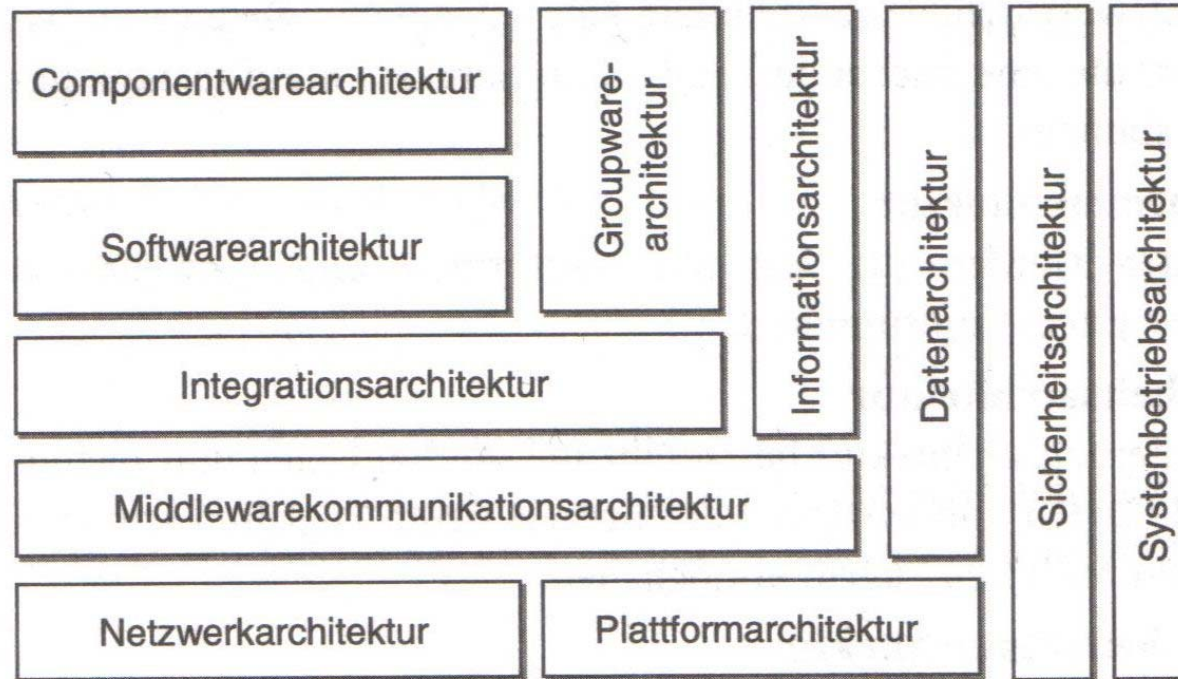 Componentwarearchitektur
Softwarearchitektur
Groupware-
architektur
Informationsarchitektur
Datenarchitektur
Sicherheitsarchitektur
Systembetriebsarchitektur
Integrationsarchitektur
Middlewarekommunikationsarchitektur
Netzwerkarchitektur
Plattformarchitektur